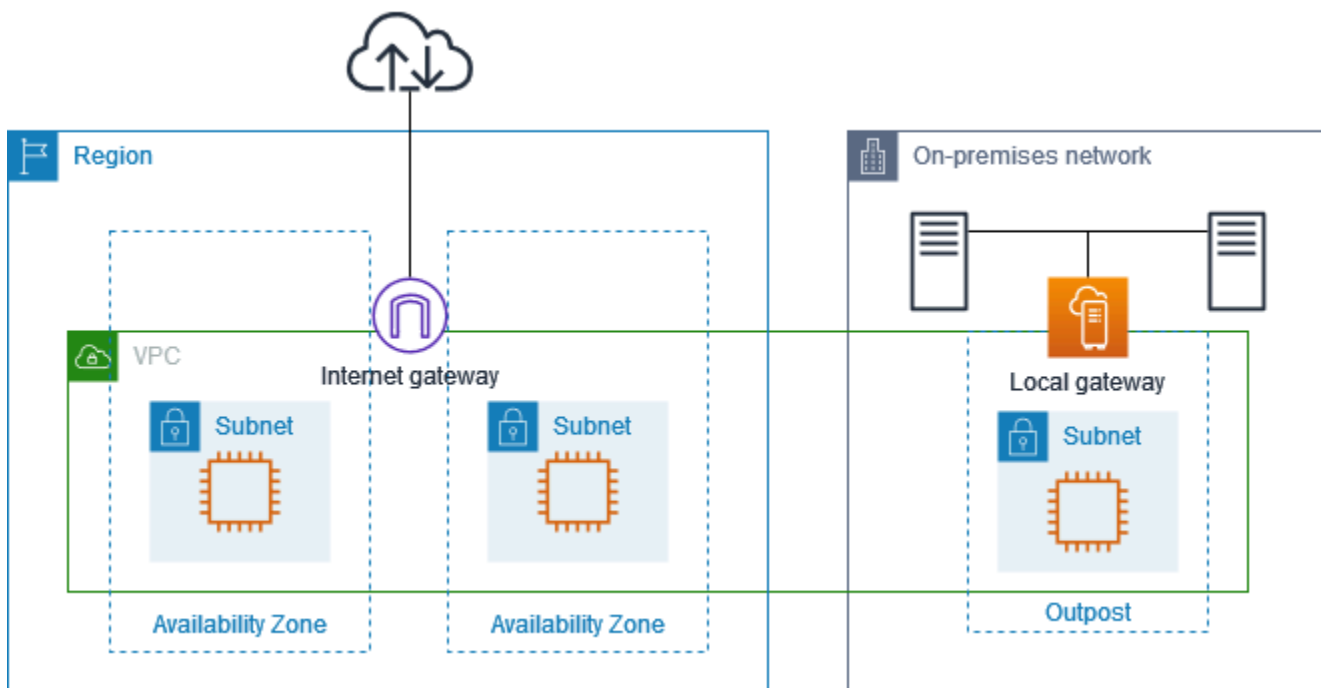 Region
On-premises network
VPC
Internet gateway
Local gateway
Subnet
Subnet
Subnet
Availability Zone
Availability Zone
Outpost